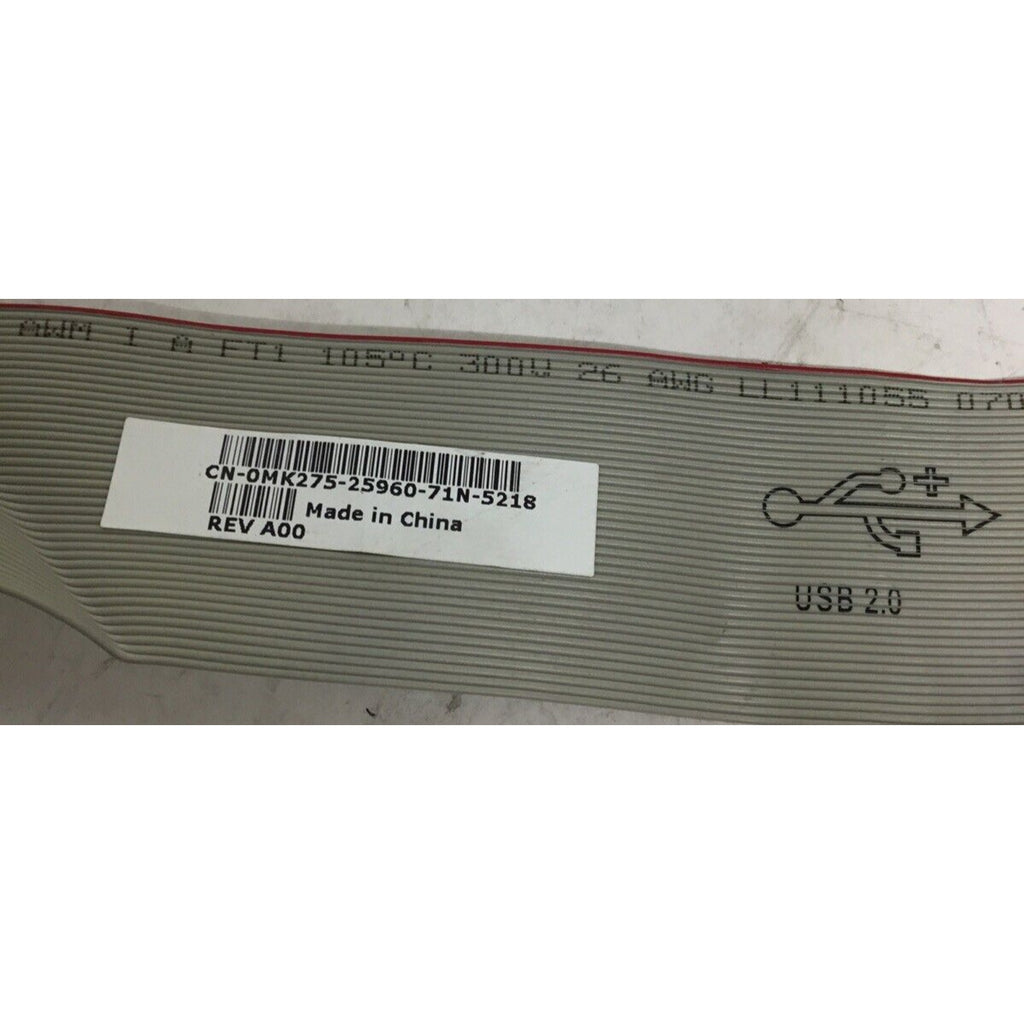 AWM I A FT1 105°C 300V 26 AWG LL111055 070
CN-0MK275-25960-71N-5218
Made in China
REV A00
USB 2.0